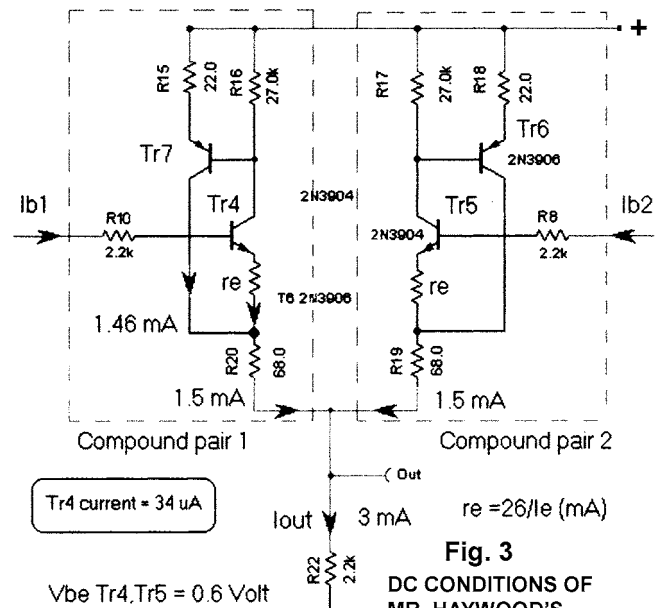 +
R15
22.0
R16
27.0k
R17
27.0k
R18
22.0
Tr7
Tr6
2N3906
Ib1
R10
2.2k
Tr4
2N3904
2N3904
Tr5
R8
2.2k
Ib2
re
T6 2N3906
re
1.46 mA
R20
68.0
R19
68.0
1.5 mA
1.5 mA
Compound pair 1
Compound pair 2
Out
Tr4 current = 34 uA
Iout
3 mA
re =26/Ie (mA)
R22
2.2k
Fig. 3
Vbe Tr4,Tr5 = 0.6 Volt
DC CONDITIONS OF
MR. HAYWOOD'S